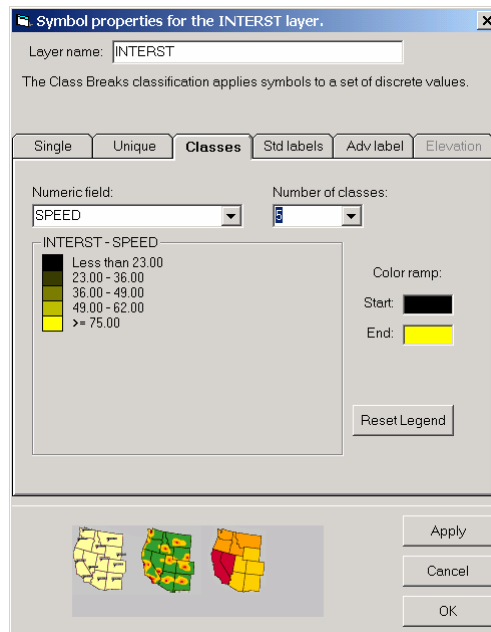 Symbol properties for the INTERST layer.
Layer name: INTERST
The Class Breaks classification applies symbols to a set of discrete values.
Single Unique Classes Std labels Adv label Elevation
Numeric field: Number of classes:
SPEED 5
INTERST - SPEED
Less than 23.00
23.00 - 36.00
36.00 - 49.00
49.00 - 62.00
>= 75.00
Color ramp:
Start:
End:
Reset Legend
Apply
Cancel
OK